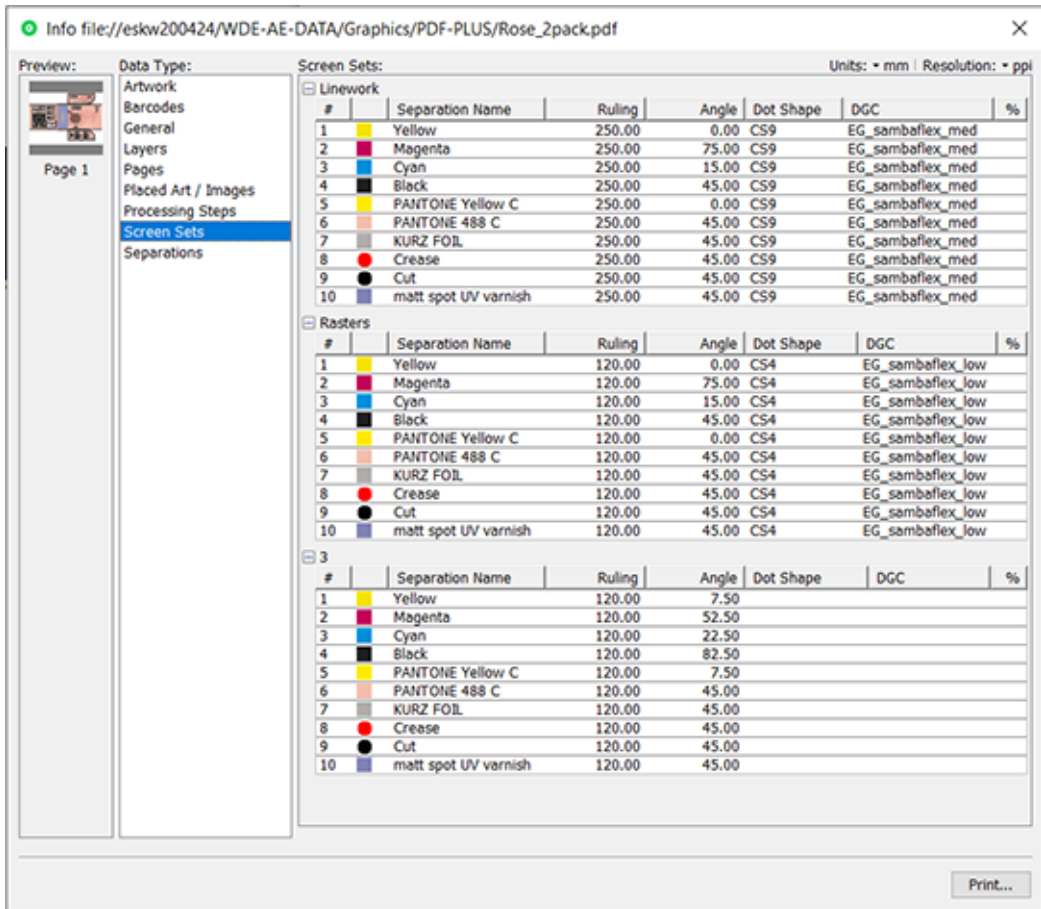 Info file://eskw200424/WDE-AE-DATA/Graphics/PDF-PLUS/Rose_2pack.pdf
Preview:
Page 1
Data Type:
Artwork
Barcodes
General
Layers
Pages
Placed Art / Images
Processing Steps
Screen Sets
Separations
Screen Sets: Units: mm | Resolution: ppi
Linework
# Separation Name Ruling Angle Dot Shape DGC %
1 Yellow 250.00 0.00 CS9 EG_sambaflex_med
2 Magenta 250.00 75.00 CS9 EG_sambaflex_med
3 Cyan 250.00 15.00 CS9 EG_sambaflex_med
4 Black 250.00 45.00 CS9 EG_sambaflex_med
5 PANTONE Yellow C 250.00 0.00 CS9 EG_sambaflex_med
6 PANTONE 488 C 250.00 45.00 CS9 EG_sambaflex_med
7 KURZ FOIL 250.00 45.00 CS9 EG_sambaflex_med
8 Crease 250.00 45.00 CS9 EG_sambaflex_med
9 Cut 250.00 45.00 CS9 EG_sambaflex_med
10 matt spot UV varnish 250.00 45.00 CS9 EG_sambaflex_med
Rasters
# Separation Name Ruling Angle Dot Shape DGC %
1 Yellow 120.00 0.00 CS4 EG_sambaflex_low
2 Magenta 120.00 75.00 CS4 EG_sambaflex_low
3 Cyan 120.00 15.00 CS4 EG_sambaflex_low
4 Black 120.00 45.00 CS4 EG_sambaflex_low
5 PANTONE Yellow C 120.00 0.00 CS4 EG_sambaflex_low
6 PANTONE 488 C 120.00 45.00 CS4 EG_sambaflex_low
7 KURZ FOIL 120.00 45.00 CS4 EG_sambaflex_low
8 Crease 120.00 45.00 CS4 EG_sambaflex_low
9 Cut 120.00 45.00 CS4 EG_sambaflex_low
10 matt spot UV varnish 120.00 45.00 CS4 EG_sambaflex_low
3
# Separation Name Ruling Angle Dot Shape DGC %
1 Yellow 120.00 7.50
2 Magenta 120.00 52.50
3 Cyan 120.00 22.50
4 Black 120.00 82.50
5 PANTONE Yellow C 120.00 7.50
6 PANTONE 488 C 120.00 45.00
7 KURZ FOIL 120.00 45.00
8 Crease 120.00 45.00
9 Cut 120.00 45.00
10 matt spot UV varnish 120.00 45.00
Print...